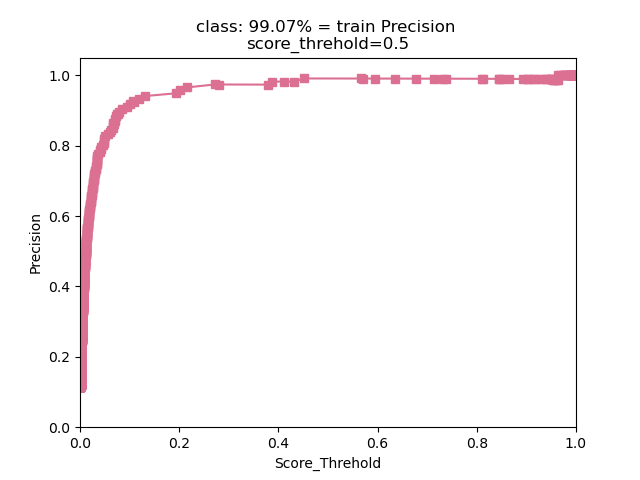 class: 99.07% = train Precision
score_threhold=0.5
1.0
0.8
0.6
0.4
0.2
0.0
Precision
0.0 0.2 0.4 0.6 0.8 1.0
Score_Threhold